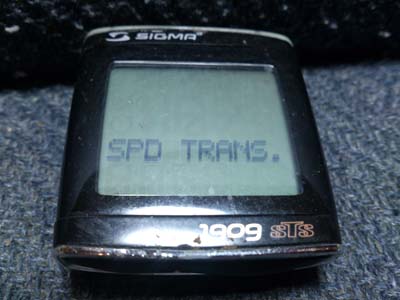 SIGMA
SPD TRANS.
1909 STS